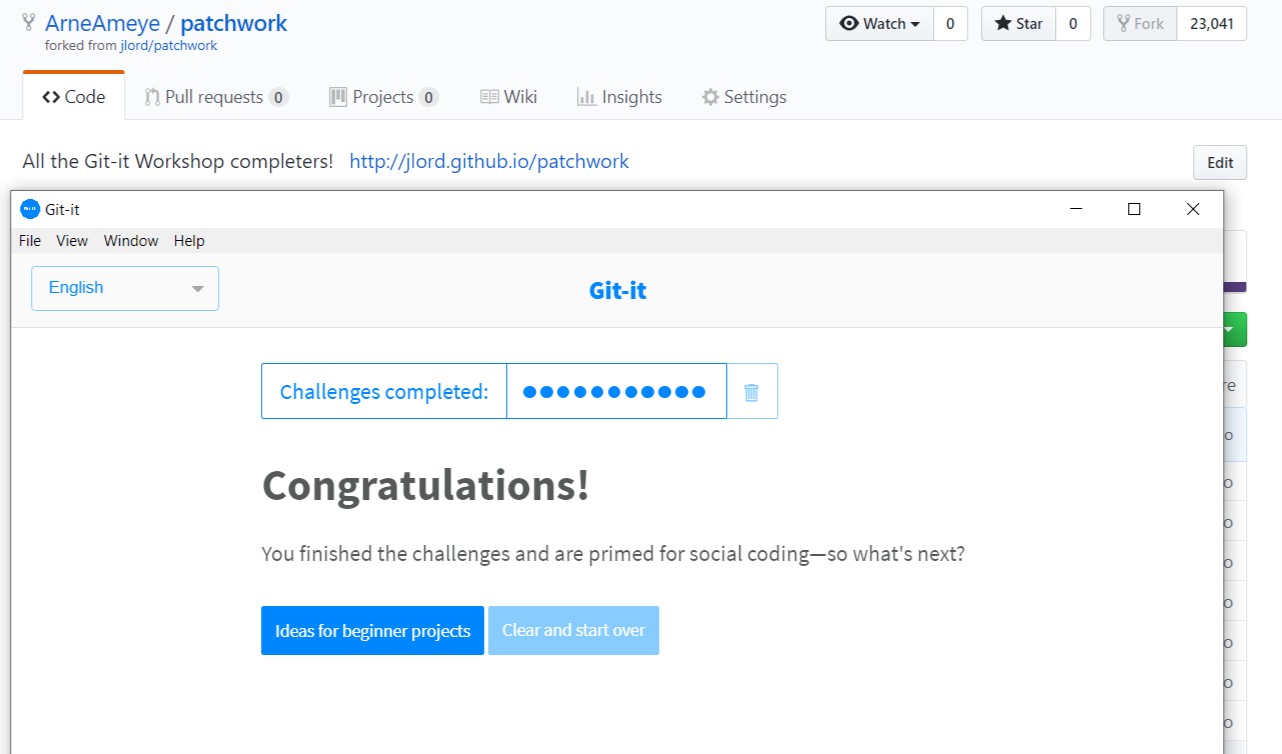 ArneAmeye / patchwork
Watch 0 Star 0 Fork 23,041
forked from jlord/patchwork
Code Pull requests 0 Projects 0 Wiki Insights Settings
All the Git-it Workshop completers! http://jlord.github.io/patchwork Edit
Git-it
File View Window Help
English
Git-it
Challenges completed:
Congratulations!
You finished the challenges and are primed for social coding—so what's next?
Ideas for beginner projects Clear and start over